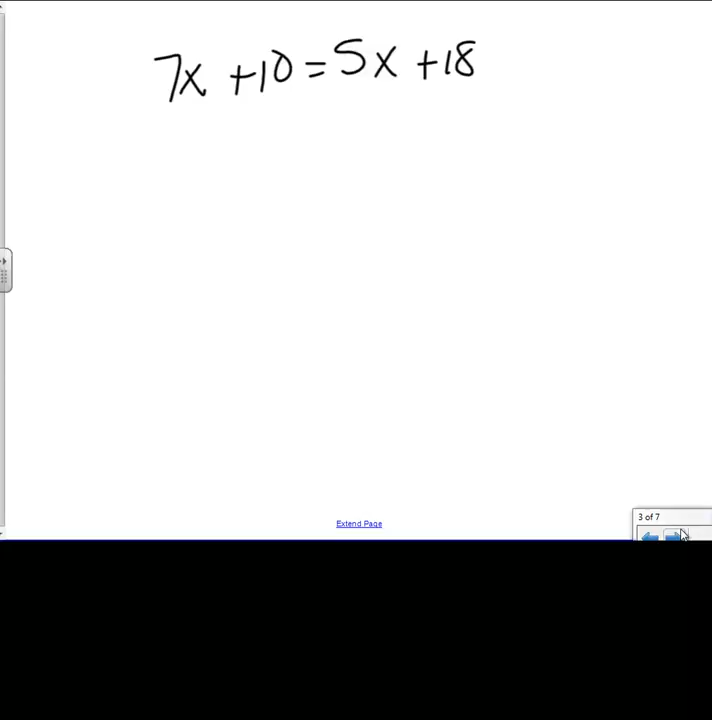 7x +10 = 5x +18
Extend Page
3 of 7